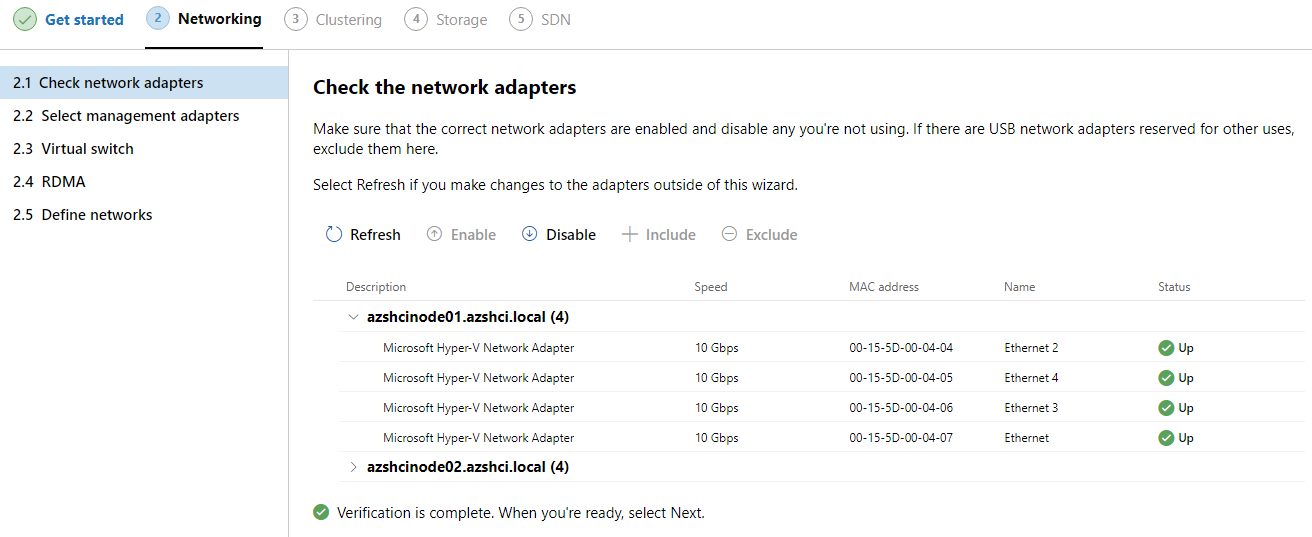 Get started 2 Networking 3 Clustering 4 Storage 5 SDN
2.1 Check network adapters
2.2 Select management adapters
2.3 Virtual switch
2.4 RDMA
2.5 Define networks
Check the network adapters
Make sure that the correct network adapters are enabled and disable any you're not using. If there are USB network adapters reserved for other uses,
exclude them here.
Select Refresh if you make changes to the adapters outside of this wizard.
Refresh Enable Disable Include Exclude
Description Speed MAC address Name Status
azshcinode01.azshci.local (4)
Microsoft Hyper-V Network Adapter 10 Gbps 00-15-5D-00-04-04 Ethernet 2 Up
Microsoft Hyper-V Network Adapter 10 Gbps 00-15-5D-00-04-05 Ethernet 4 Up
Microsoft Hyper-V Network Adapter 10 Gbps 00-15-5D-00-04-06 Ethernet 3 Up
Microsoft Hyper-V Network Adapter 10 Gbps 00-15-5D-00-04-07 Ethernet Up
azshcinode02.azshci.local (4)
Verification is complete. When you're ready, select Next.